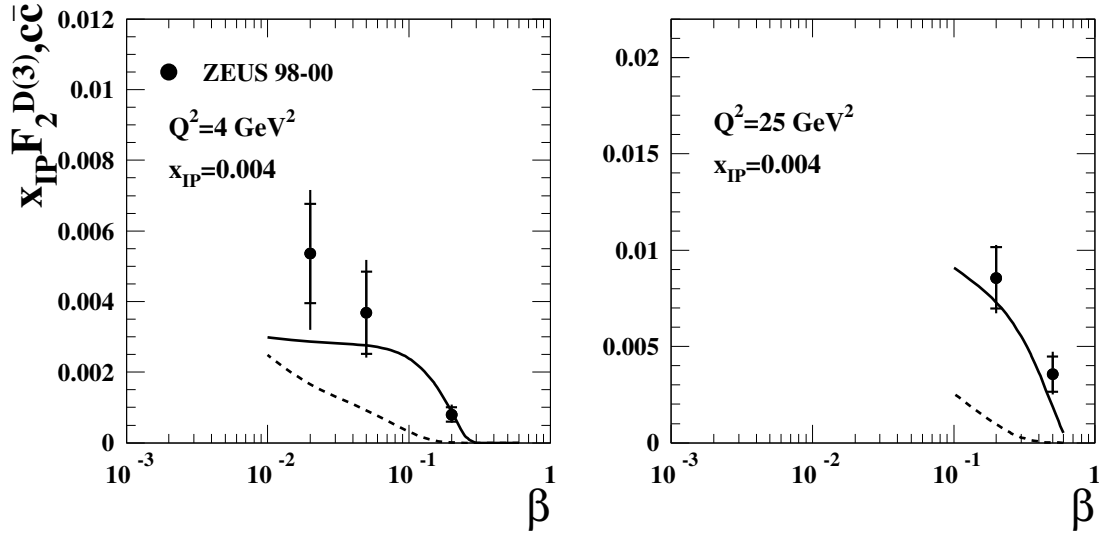 x_IP F_2^D(3),cc̄
0.012
0.01
0.008
0.006
0.004
0.002
0
ZEUS 98-00
Q²=4 GeV²
x_IP=0.004
10⁻³ 10⁻² 10⁻¹ 1
β
0.02
0.015
0.01
0.005
0
Q²=25 GeV²
x_IP=0.004
10⁻³ 10⁻² 10⁻¹ 1
β